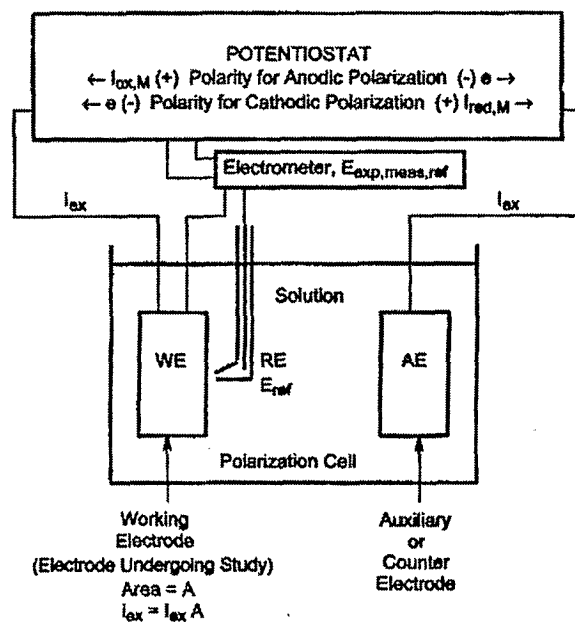 POTENTIOSTAT
← I_ox,M (+) Polarity for Anodic Polarization (-) e →
← e (-) Polarity for Cathodic Polarization (+) I_red,M →
Electrometer, E_exp,meas,ref
I_ex
I_ex
Solution
WE
RE
E_ref
AE
Polarization Cell
Working
Electrode
(Electrode Undergoing Study)
Area = A
i_ex = I_ex A
Auxiliary
or
Counter
Electrode